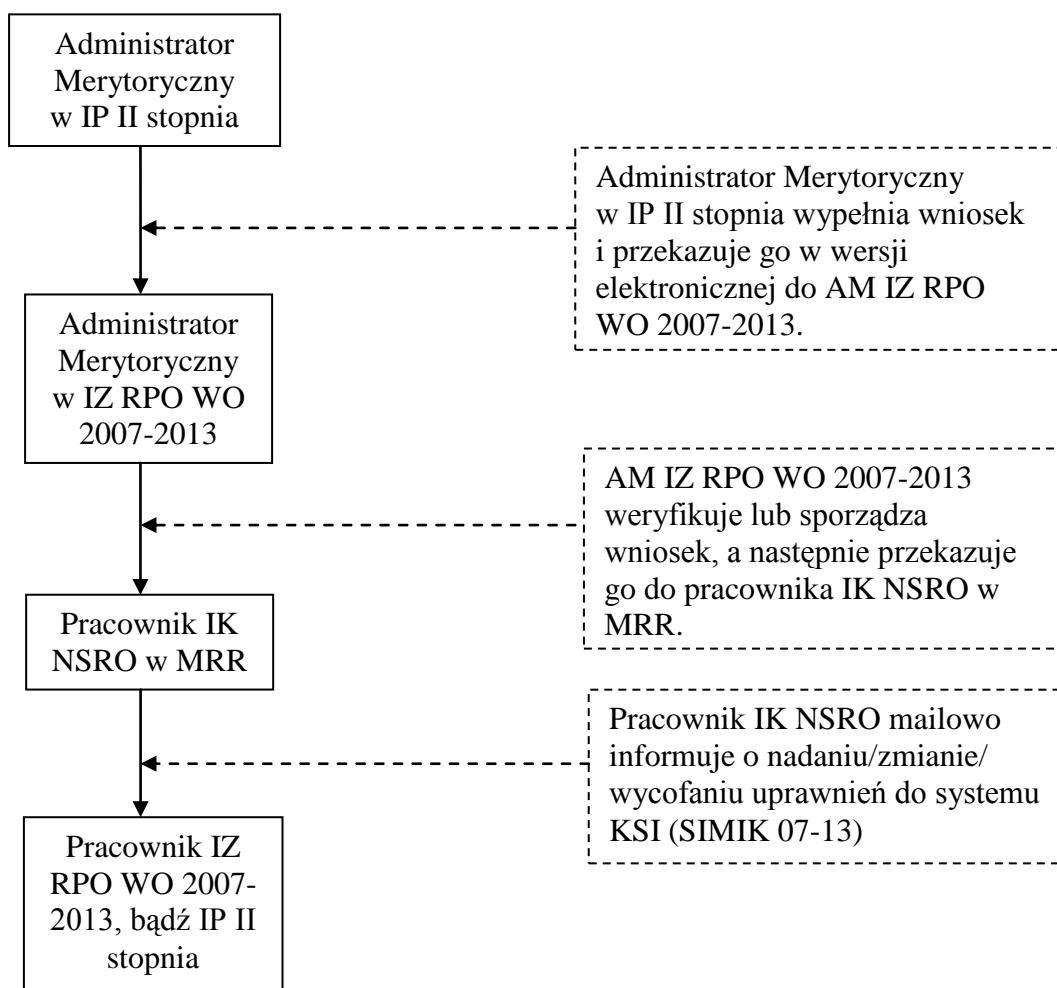 Administrator
Merytoryczny
w IP II stopnia
Administrator Merytoryczny
w IP II stopnia wypełnia wniosek
i przekazuje go w wersji
elektronicznej do AM IZ RPO
WO 2007-2013.
Administrator
Merytoryczny
w IZ RPO WO
2007-2013
AM IZ RPO WO 2007-2013
weryfikuje lub sporządza
wniosek, a następnie przekazuje
go do pracownika IK NSRO w
MRR.
Pracownik IK
NSRO w MRR
Pracownik IK NSRO mailowo
informuje o nadaniu/zmianie/
wycofaniu uprawnień do systemu
KSI (SIMIK 07-13)
Pracownik IZ
RPO WO 2007-
2013, bądź IP II
stopnia